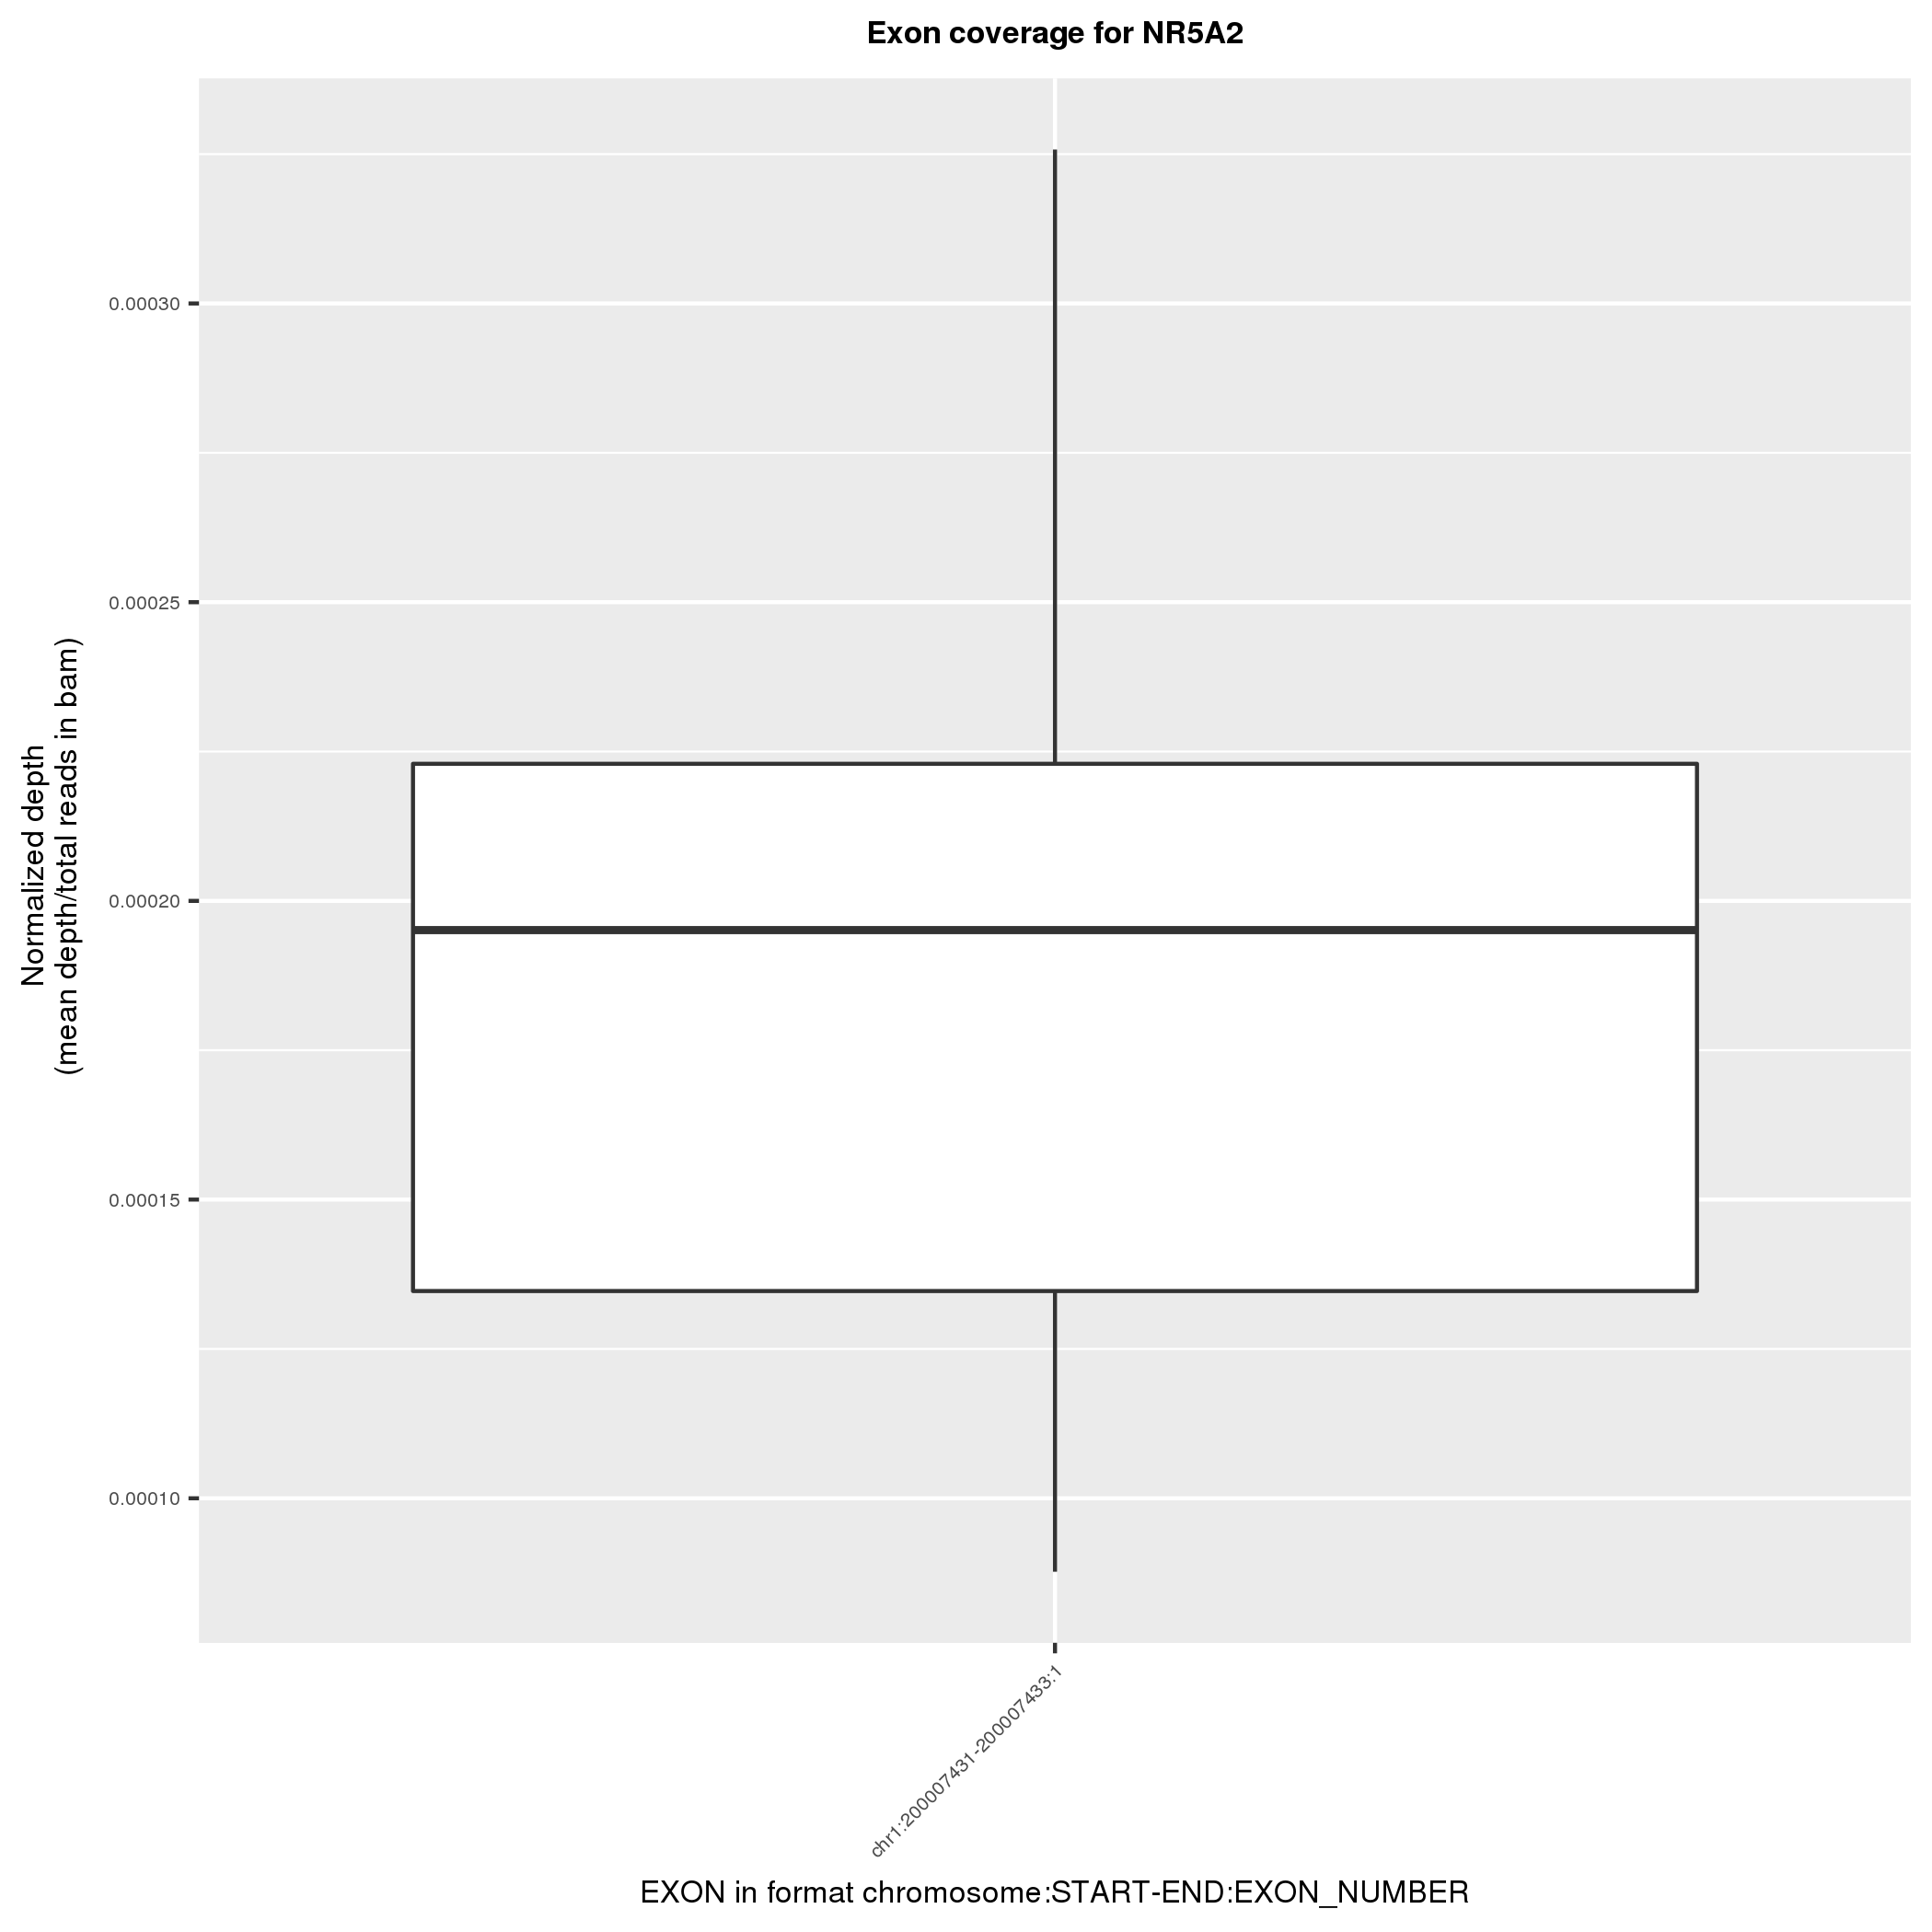 Exon coverage for NR5A2
Normalized depth
(mean depth/total reads in bam)
0.00030
0.00025
0.00020
0.00015
0.00010
chr1:200007431-200007433:1
EXON in format chromosome:START-END:EXON_NUMBER